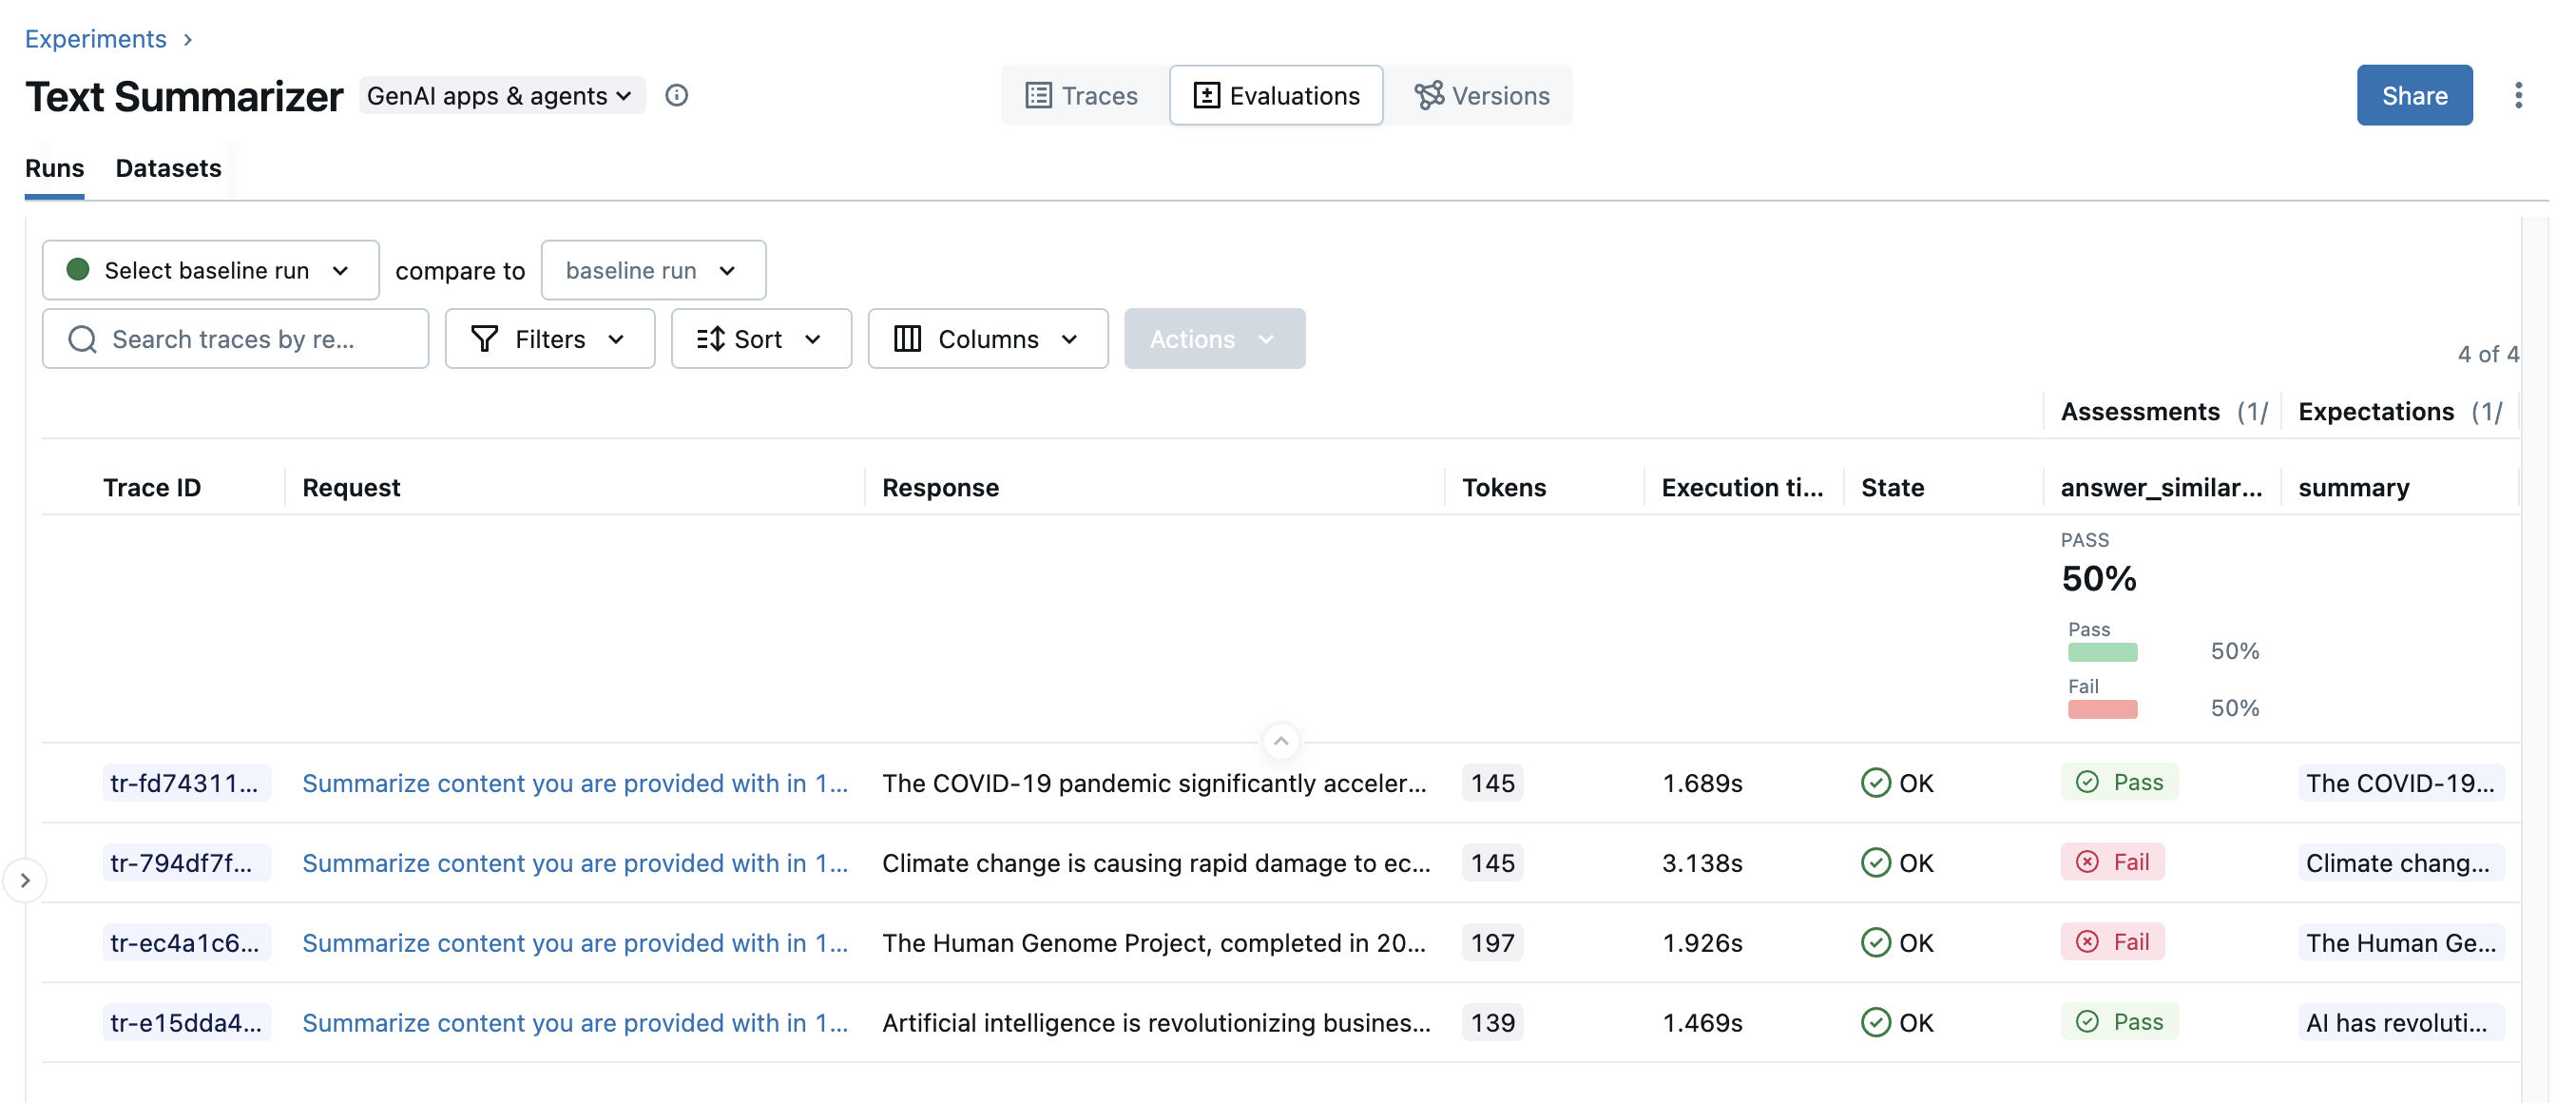 Experiments
Text Summarizer GenAI apps & agents
Traces Evaluations Versions
Share
Runs Datasets
Select baseline run compare to baseline run
Search traces by re... Filters Sort Columns Actions
4 of 4
Assessments (1/ Expectations (1/
Trace ID Request Response Tokens Execution ti... State answer_similar... summary
PASS
50%
Pass
50%
Fail
50%
tr-fd74311... Summarize content you are provided with in 1... The COVID-19 pandemic significantly acceler... 145 1.689s OK Pass The COVID-19...
tr-794df7f... Summarize content you are provided with in 1... Climate change is causing rapid damage to ec... 145 3.138s OK Fail Climate chang...
tr-ec4a1c6... Summarize content you are provided with in 1... The Human Genome Project, completed in 20... 197 1.926s OK Fail The Human Ge...
tr-e15dda4... Summarize content you are provided with in 1... Artificial intelligence is revolutionizing busines... 139 1.469s OK Pass AI has revoluti...